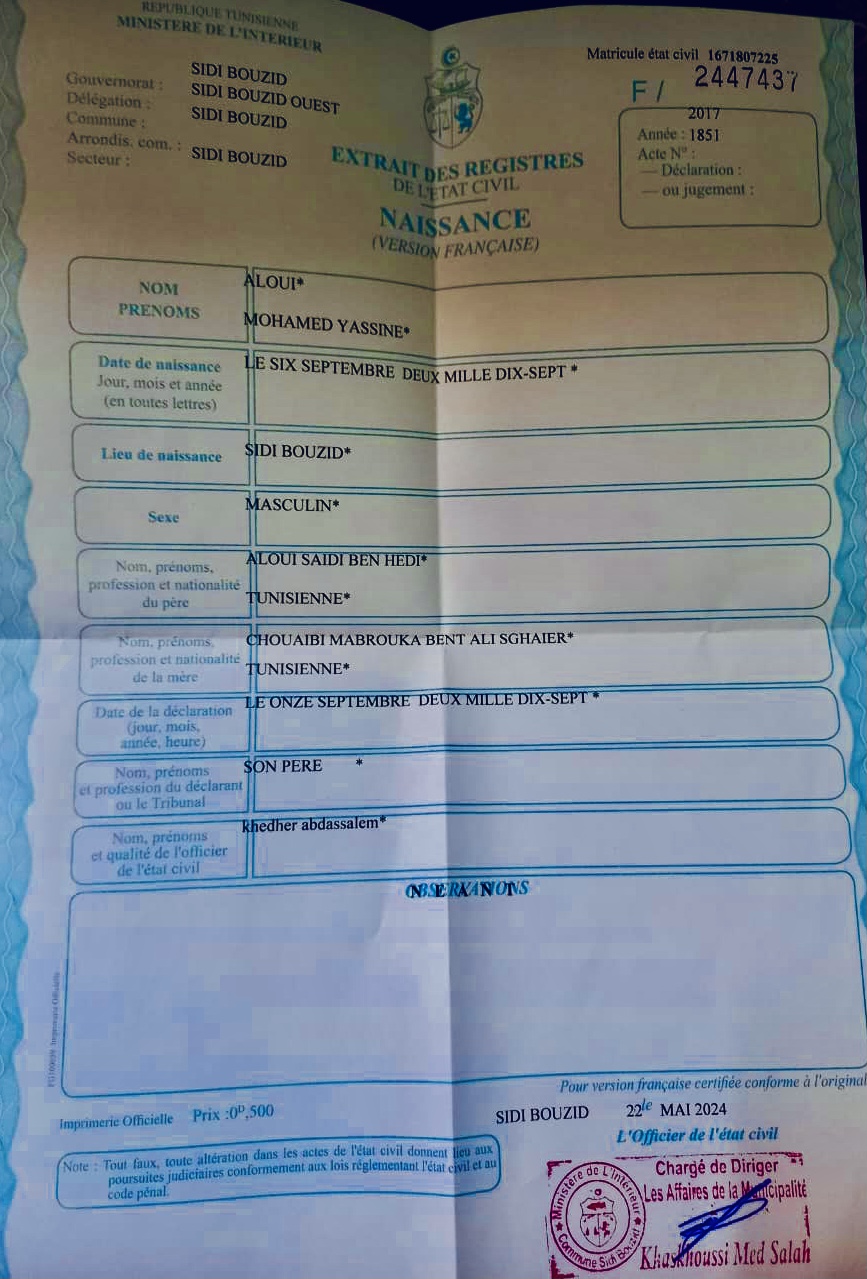 REPUBLIQUE TUNISIENNE
MINISTERE DE L'INTERIEUR
Gouvernorat : SIDI BOUZID
Délégation : SIDI BOUZID OUEST
Commune : SIDI BOUZID
Arrondis. com. :
Secteur : SIDI BOUZID
Matricule état civil 1671807225
F / 2447437
2017
Année : 1851
Acte N° :
— Déclaration :
— ou jugement :
EXTRAIT DES REGISTRES
DE L'ETAT CIVIL
NAISSANCE
(VERSION FRANÇAISE)
NOM
PRENOMS
ALOUI*
MOHAMED YASSINE*
Date de naissance
Jour, mois et année
(en toutes lettres)
LE SIX SEPTEMBRE DEUX MILLE DIX-SEPT *
Lieu de naissance
SIDI BOUZID*
Sexe
MASCULIN*
Nom, prénoms,
profession et nationalité
du père
ALOUI SAIDI BEN HEDI*
TUNISIENNE*
Nom, prénoms,
profession et nationalité
de la mère
CHOUAIBI MABROUKA BENT ALI SGHAIER*
TUNISIENNE*
Date de la déclaration
(jour, mois,
année, heure)
LE ONZE SEPTEMBRE DEUX MILLE DIX-SEPT *
Nom, prénoms
et profession du déclarant
ou le Tribunal
SON PERE *
Nom, prénoms
et qualité de l'officier
de l'état civil
khedher abdassalem*
OBSERVATIONS
Pour version française certifiée conforme à l'original
Imprimerie Officielle Prix :0ᴰ,500
SIDI BOUZID 22le MAI 2024
L'Officier de l'état civil
Note : Tout faux, toute altération dans les actes de l'état civil donnent lieu aux
poursuites judiciaires conformement aux lois réglementant l'état civil et au
code pénal.
Chargé de Diriger
Les Affaires de la Municipalité
Khaskhoussi Med Salah
Ministère de L'Interieur
Commune Sidi Bouzid